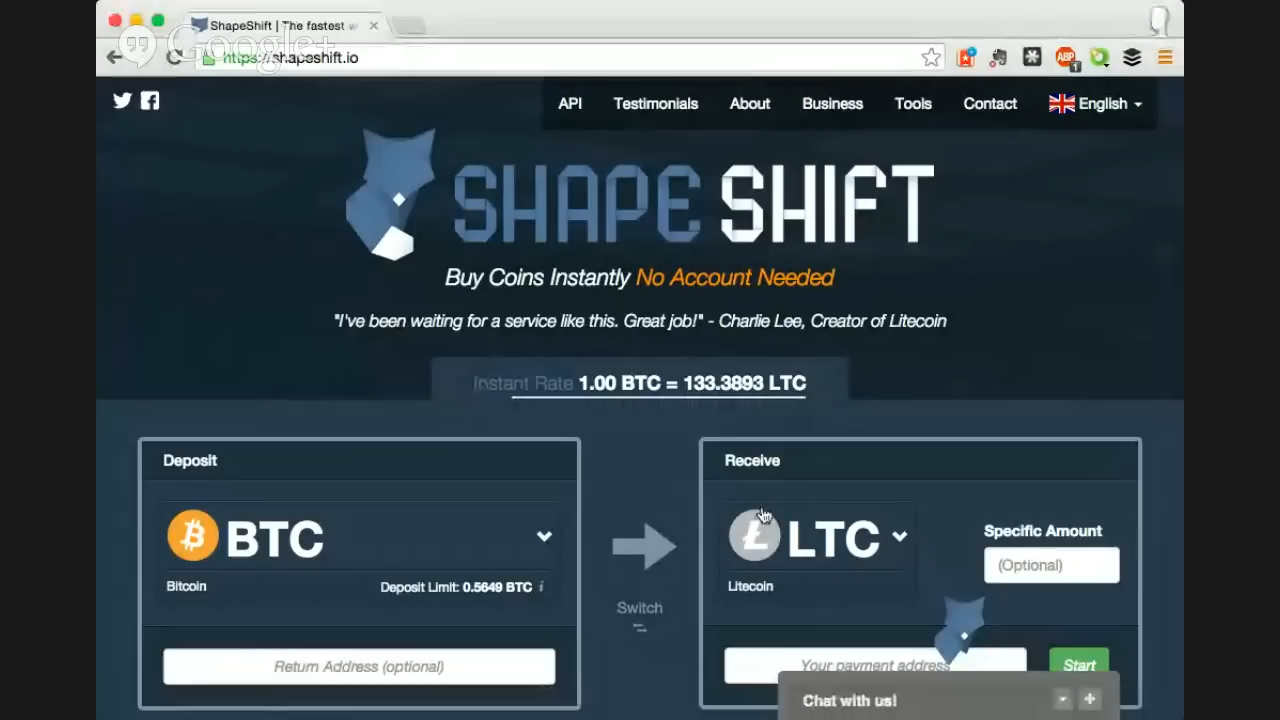 ShapeShift | The fastest w
Google+
https://shapeshift.io
ABP
1
API Testimonials About Business Tools Contact English
SHAPESHIFT
Buy Coins Instantly No Account Needed
"I've been waiting for a service like this. Great job!" - Charlie Lee, Creator of Litecoin
Instant Rate 1.00 BTC = 133.3893 LTC
Deposit
BTC
Bitcoin Deposit Limit: 0.5649 BTC i
Return Address (optional)
Switch
Receive
LTC
Litecoin
Specific Amount
(Optional)
Your payment address
Start
Chat with us!